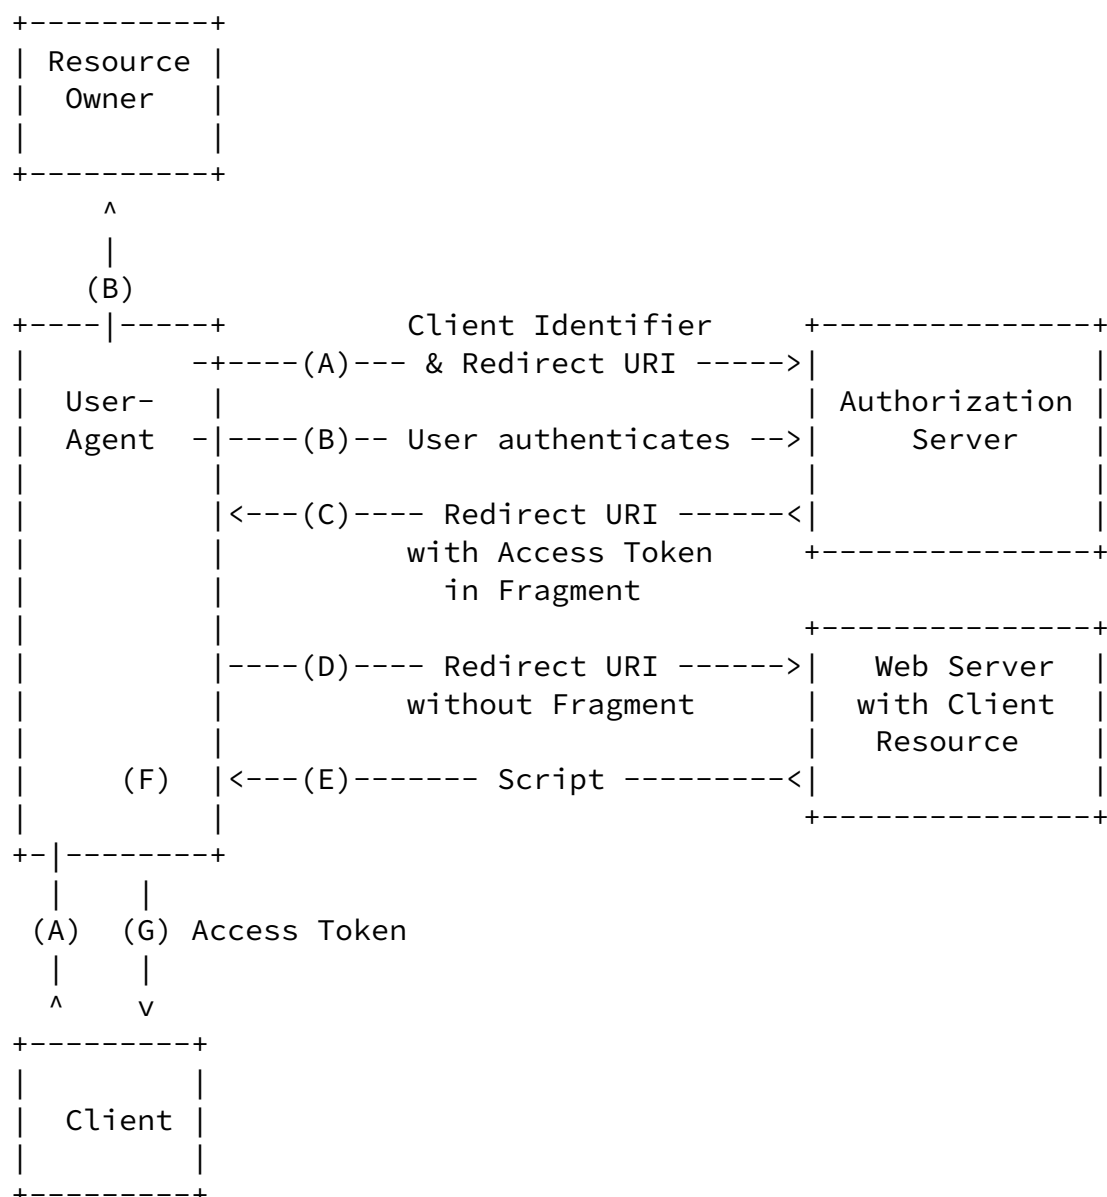 +----------+
| Resource |
|  Owner   |
|          |
+----------+
     ^
     |
    (B)
+----|-----+          Client Identifier     +---------------+
|         -+----(A)--- & Redirect URI ----->|               |
|  User-   |                                | Authorization |
|  Agent  -|----(B)-- User authenticates -->|     Server    |
|          |                                |               |
|          |<---(C)---- Redirect URI ------<|               |
|          |          with Access Token     +---------------+
|          |            in Fragment
|          |                                +---------------+
|          |----(D)---- Redirect URI ------>|   Web Server  |
|          |          without Fragment      |  with Client  |
|          |                                |   Resource    |
|     (F)  |<---(E)------- Script ---------<|               |
|          |                                +---------------+
+-|--------+
  |    |
 (A)  (G) Access Token
  |    |
  ^    v
+---------+
|         |
|  Client |
|         |
+---------+